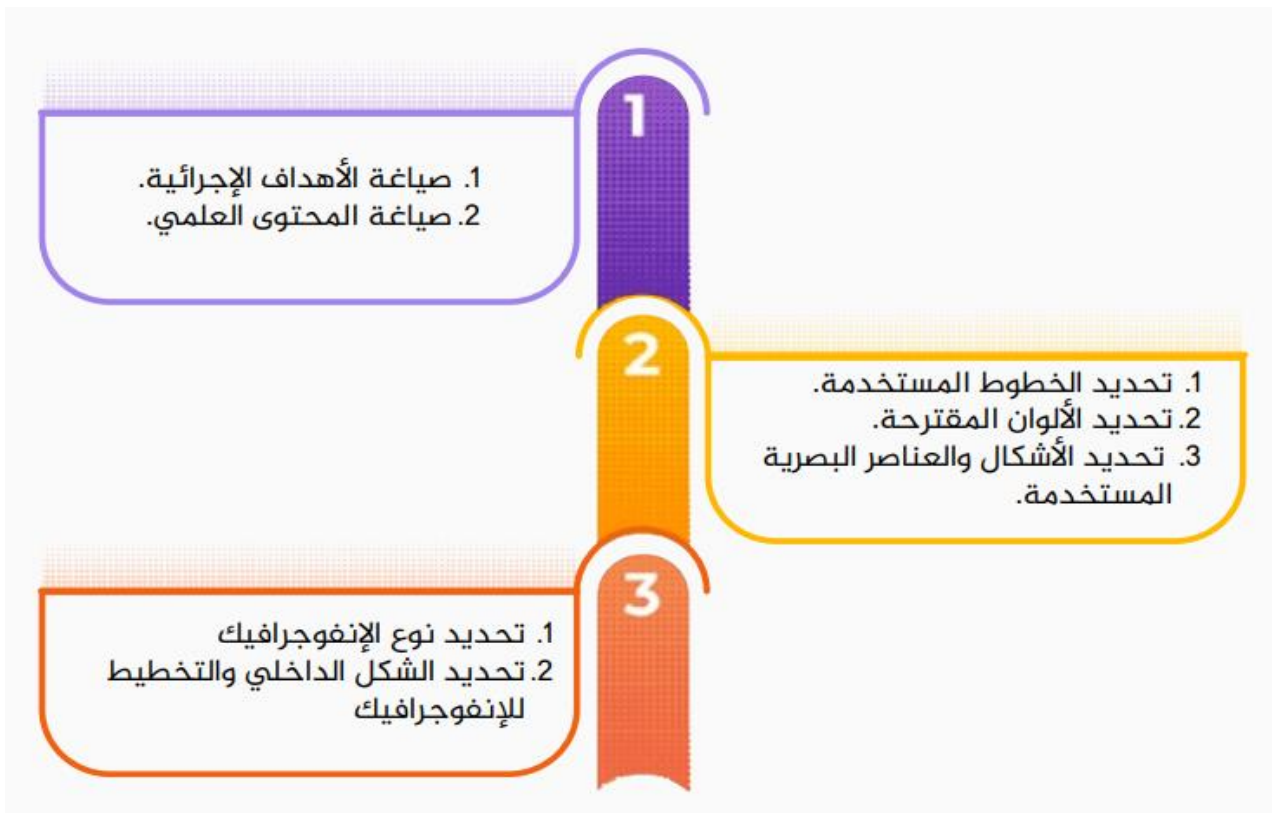 1
1. صياغة الأهداف الإجرائية.
2. صياغة المحتوى العلمي.
2
1. تحديد الخطوط المستخدمة.
2. تحديد الألوان المقترحة.
3. تحديد الأشكال والعناصر البصرية
المستخدمة.
3
1. تحديد نوع الإنفوجرافيك
2. تحديد الشكل الداخلي والتخطيط
للإنفوجرافيك